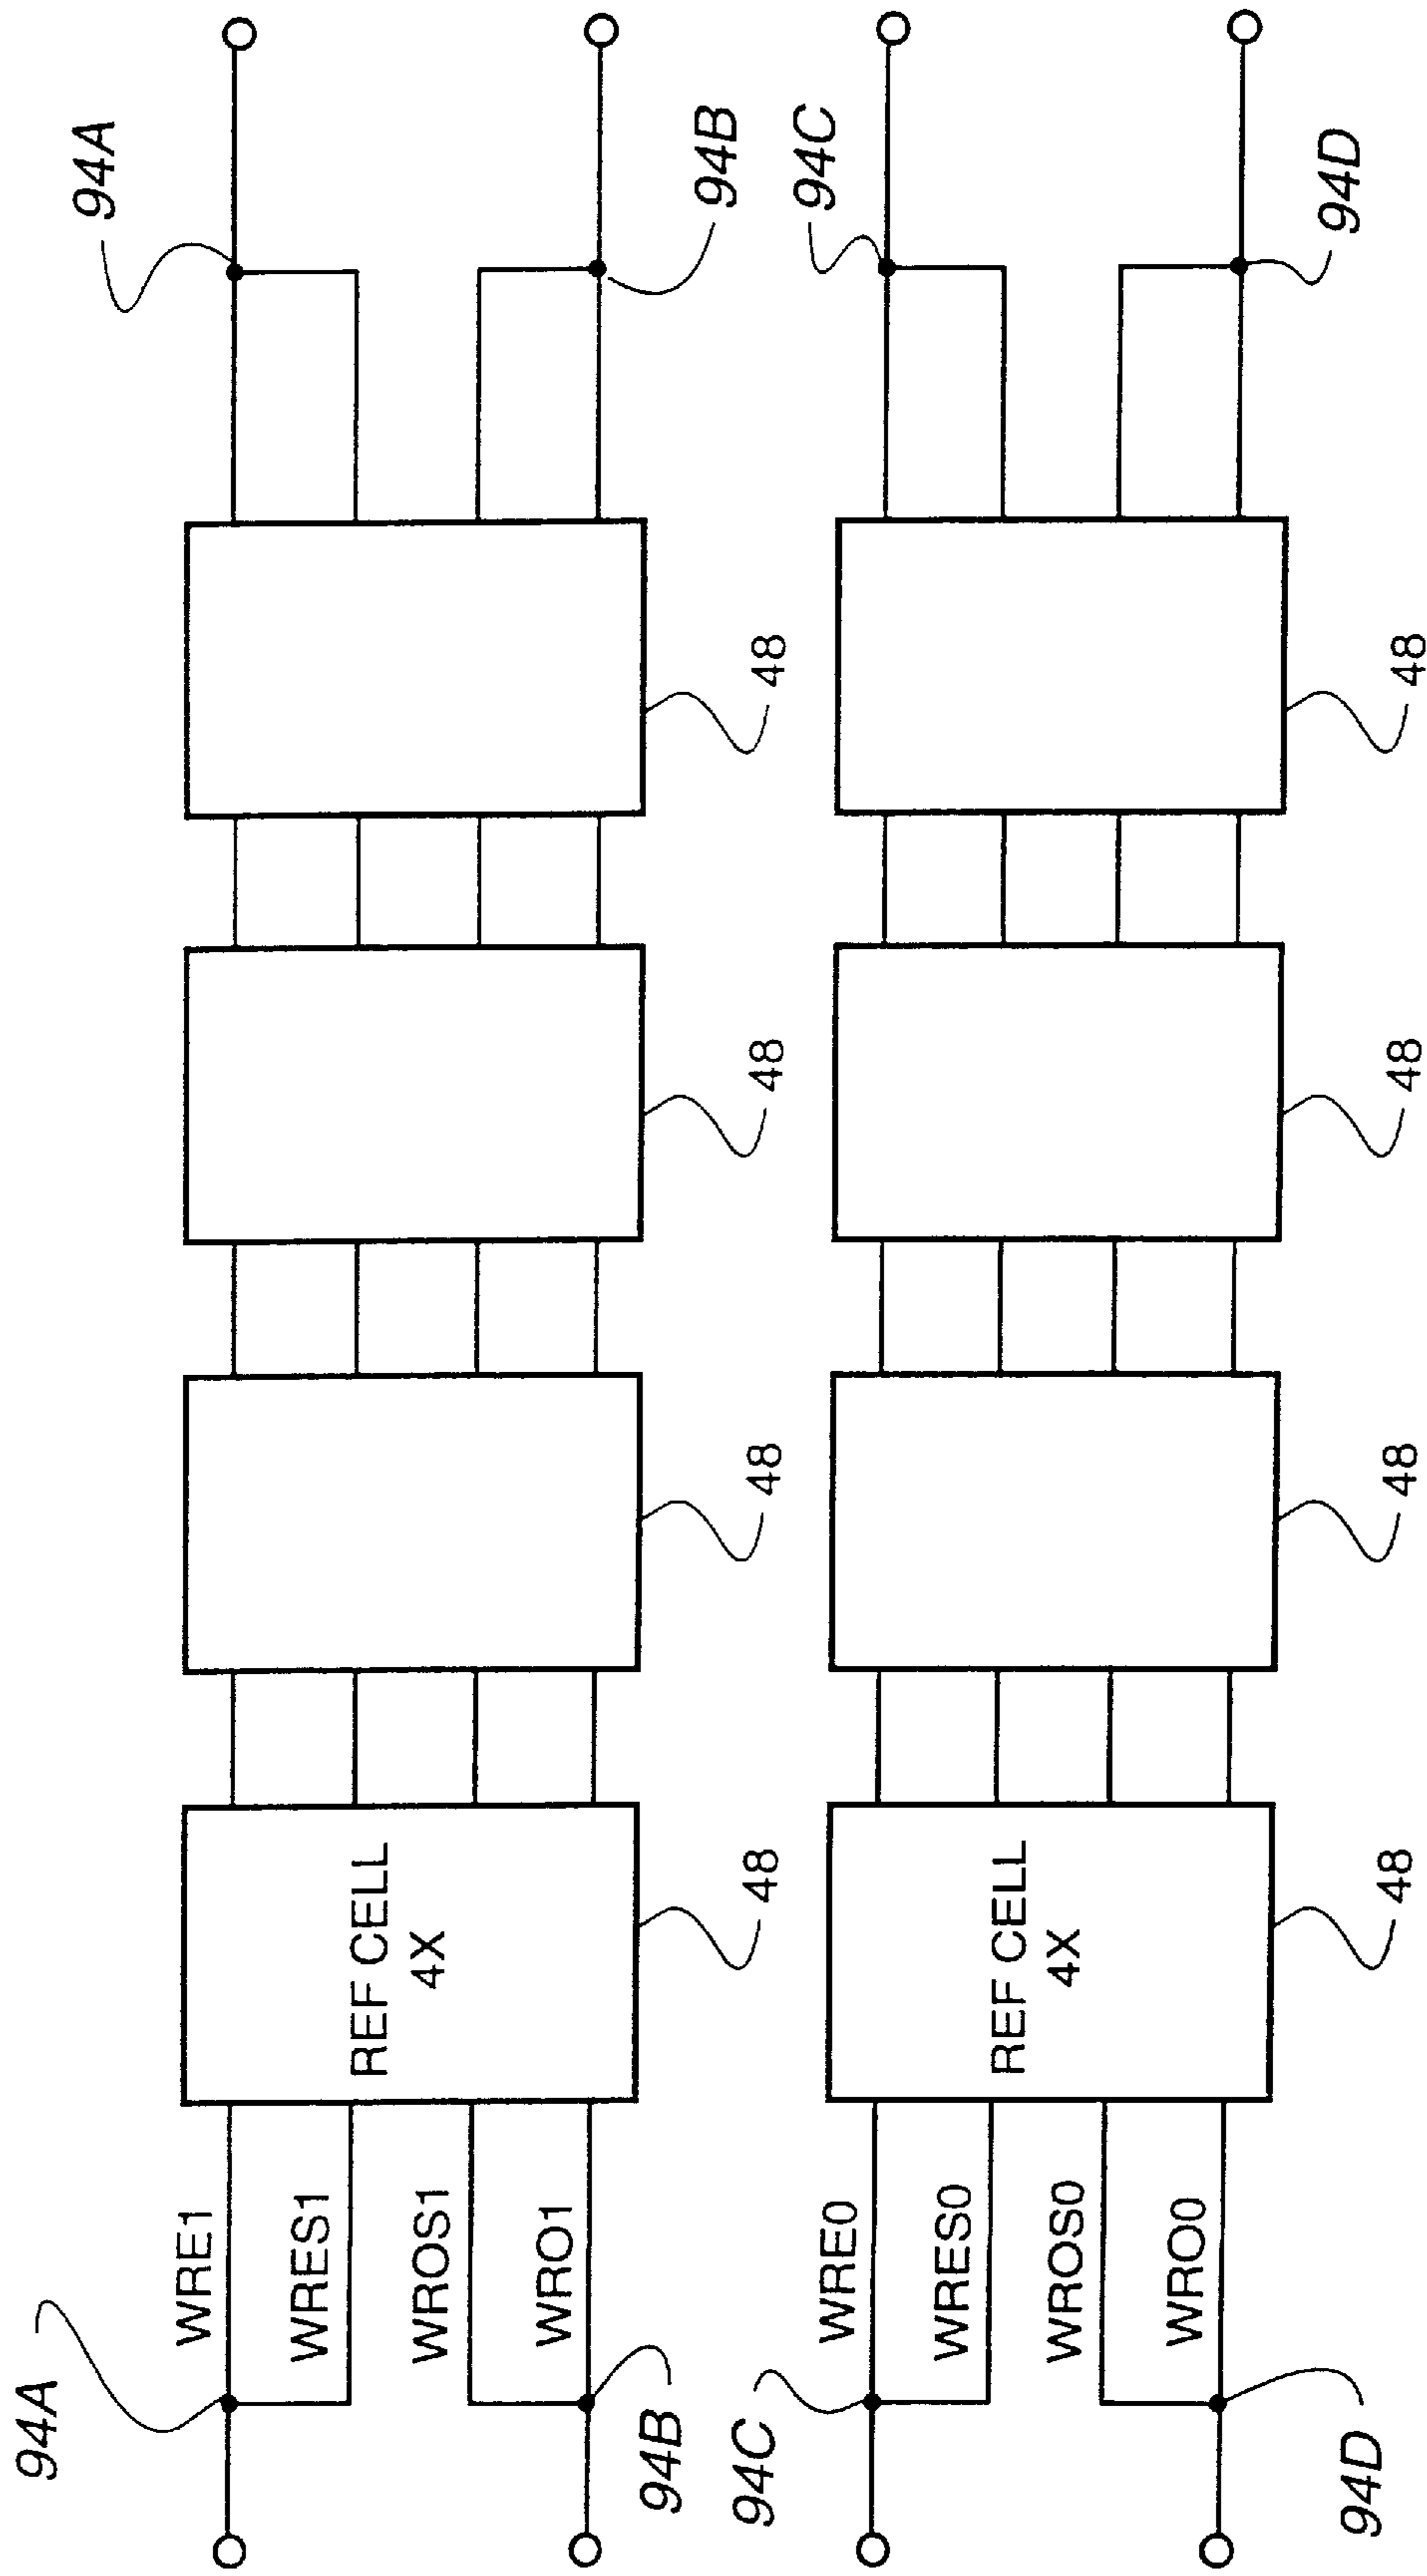 94A
94A
WRE1
WRES1
REF CELL
4X
WROS1
WRO1
94B
94B
48
48
48
48
94C
94C
WRE0
WRES0
REF CELL
4X
WROS0
WRO0
94D
94D
48
48
48
48